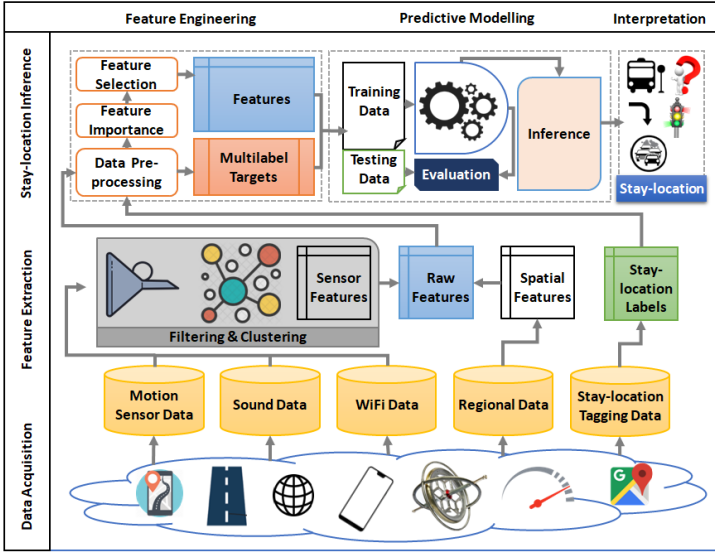 Feature Engineering
Predictive Modelling
Interpretation
Stay-location Inference
Feature
Selection
Feature
Importance
Data Pre-
processing
Features
Multilabel
Targets
Training
Data
Testing
Data
Evaluation
Inference
Stay-location
Feature Extraction
Sensor
Features
Filtering & Clustering
Raw
Features
Spatial
Features
Stay-
location
Labels
Data Acquisition
Motion
Sensor Data
Sound Data
WiFi Data
Regional Data
Stay-location
Tagging Data
G